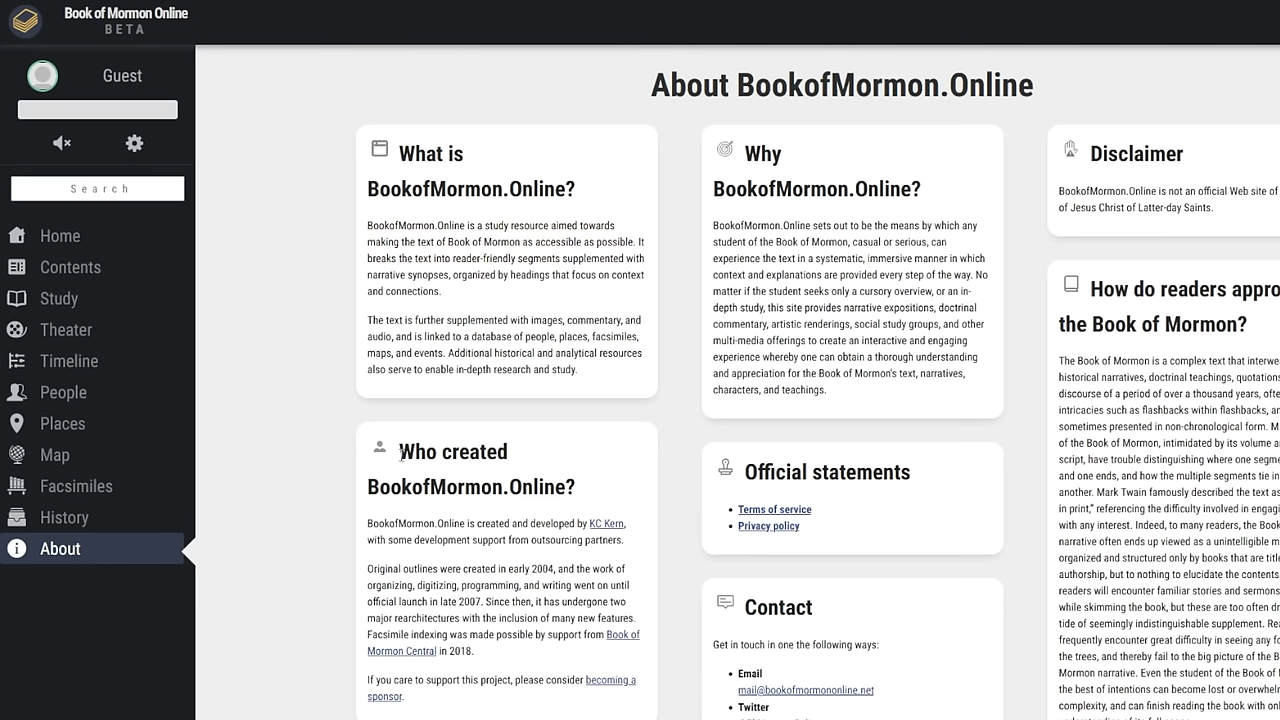 Book of Mormon Online
BETA
Guest
Search
Home
Contents
Study
Theater
Timeline
People
Places
Map
Facsimiles
History
About
About BookofMormon.Online
What is
BookofMormon.Online?
BookofMormon.Online is a study resource aimed towards
making the text of Book of Mormon as accessible as possible. It
breaks the text into reader-friendly segments supplemented with
narrative synopses, organized by headings that focus on context
and connections.
The text is further supplemented with images, commentary, and
audio, and is linked to a database of people, places, facsimiles,
maps, and events. Additional historical and analytical resources
also serve to enable in-depth research and study.
Who created
BookofMormon.Online?
BookofMormon.Online is created and developed by KC Kern,
with some development support from outsourcing partners.
Original outlines were created in early 2004, and the work of
organizing, digitizing, programming, and writing went on until
official launch in late 2007. Since then, it has undergone two
major rearchitectures with the inclusion of many new features.
Facsimile indexing was made possible by support from Book of
Mormon Central in 2018.
If you care to support this project, please consider becoming a
sponsor.
Why
BookofMormon.Online?
BookofMormon.Online sets out to be the means by which any
student of the Book of Mormon, casual or serious, can
experience the text in a systematic, immersive manner in which
context and explanations are provided every step of the way. No
matter if the student seeks only a cursory overview, or an in-
depth study, this site provides narrative expositions, doctrinal
commentary, artistic renderings, social study groups, and other
multi-media offerings to create an interactive and engaging
experience whereby one can obtain a thorough understanding
and appreciation for the Book of Mormon's text, narratives,
characters, and teachings.
Official statements
• Terms of service
• Privacy policy
Contact
Get in touch in one the following ways:
• Email
mail@bookofmormononline.net
• Twitter
Disclaimer
BookofMormon.Online is not an official Web site of
of Jesus Christ of Latter-day Saints.
How do readers appro
the Book of Mormon?
The Book of Mormon is a complex text that interwea
historical narratives, doctrinal teachings, quotations
discourse of a period of over a thousand years, ofte
intricacies such as flashbacks within flashbacks, an
sometimes presented in non-chronological form. M
of the Book of Mormon, intimidated by its volume a
script, have trouble distinguishing where one segme
and one ends, and how the multiple segments tie in
another. Mark Twain famously described the text as
in print," referencing the difficulty involved in engag
with any interest. Indeed, to many readers, the Book
narrative often ends up viewed as a unintelligible m
organized and structured only by books that are title
authorship, but to nothing to elucidate the contents
readers will encounter familiar stories and sermons
while skimming the book, but these are too often dr
tide of seemingly indistinguishable supplement. Rea
frequently encounter great difficulty in seeing any fo
the trees, and thereby fail to the big picture of the B
Mormon narrative. Even the student of the Book of
the best of intentions can become lost or overwhelm
complexity, and can finish reading the book with onl